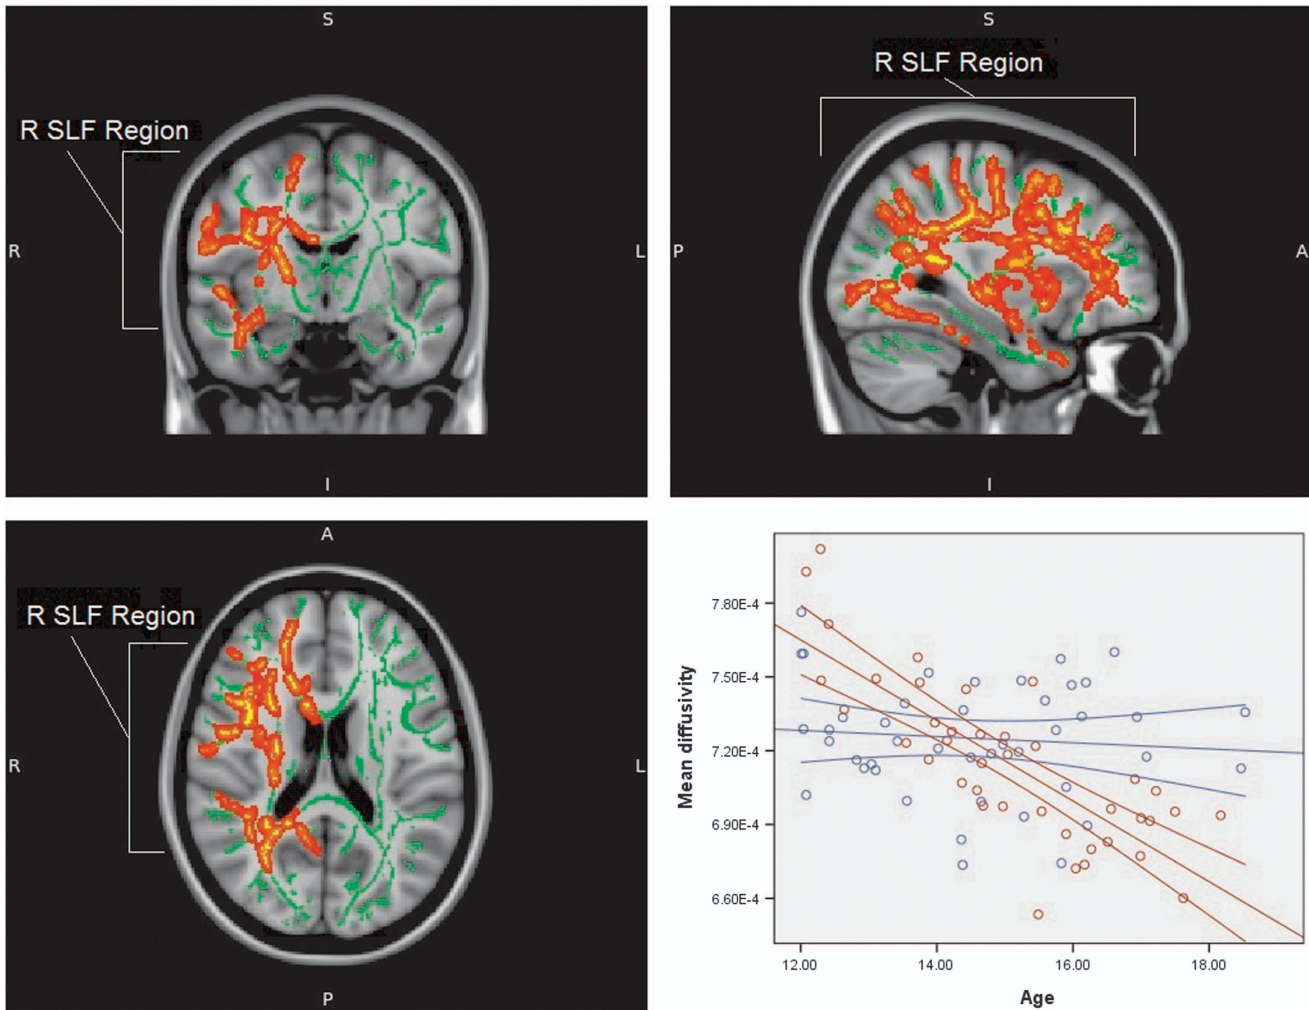 S
R SLF Region
R
L
I
S
R SLF Region
P
A
I
A
R SLF Region
R
L
P
Mean diffusivity
7.80E-4
7.50E-4
7.20E-4
6.90E-4
6.60E-4
12.00 14.00 16.00 18.00
Age